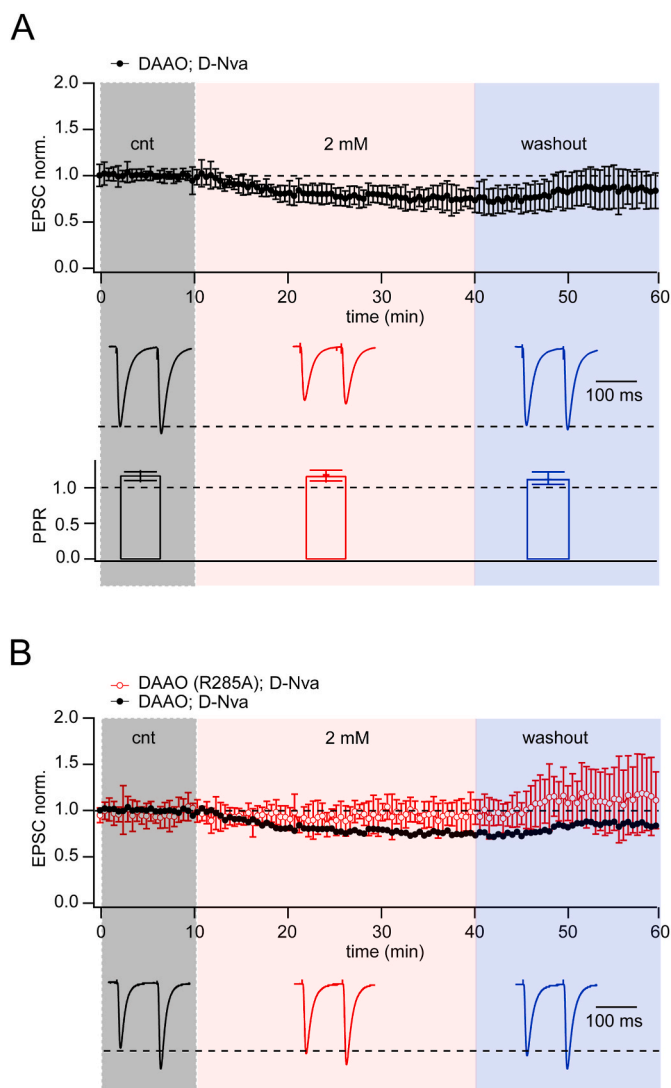 A
DAAO; D-Nva
2.0
1.5
1.0
0.5
0.0
EPSC norm.
cnt
2 mM
washout
0
10
20
30
40
50
60
time (min)
100 ms
1.0
0.5
0.0
PPR
B
DAAO (R285A); D-Nva
DAAO; D-Nva
2.0
1.5
1.0
0.5
0.0
EPSC norm.
cnt
2 mM
washout
0
10
20
30
40
50
60
time (min)
100 ms